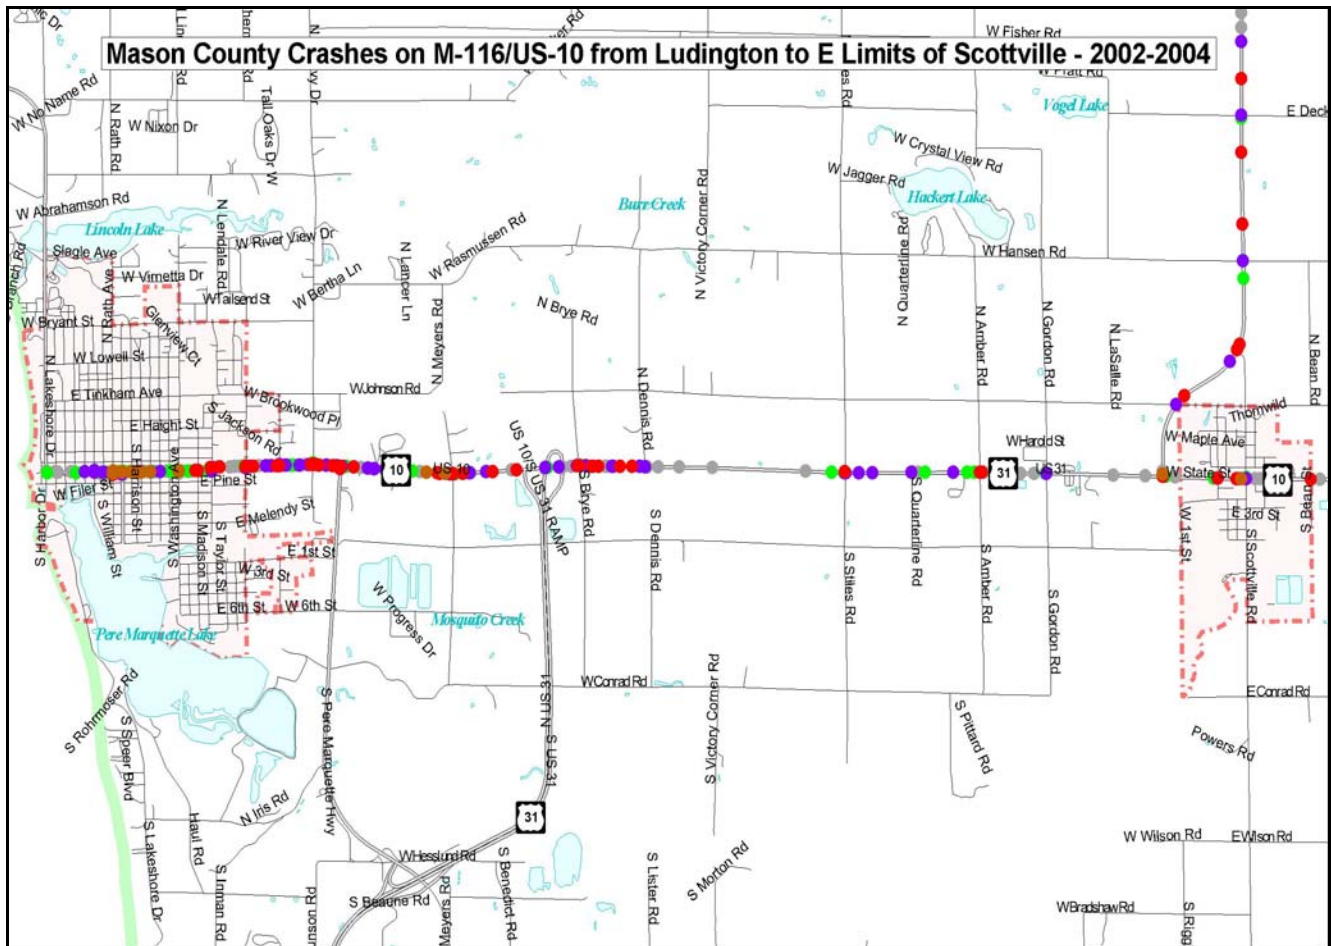 Mason County Crashes on M-116/US-10 from Ludington to E Limits of Scottville - 2002-2004
W Fisher Rd
W No Name Rd
N Rath Rd
W Nixon Dr
Tall Oaks Dr W
Vogel Lake
W Crystal View Rd
W Jagger Rd
Hackert Lake
W Abrahamson Rd
Lincoln Lake
N Lendale Rd
W River View Dr
Burr Creek
N Victory Corner Rd
W Rasmussen Rd
N Quarterline Rd
W Hansen Rd
Slagle Ave
W Vimetta Dr
N Rath Ave
W Bertha Ln
N Lancer Ln
W Tailsend St
W Bryant St
Glenview Ct
N Brye Rd
N Meyers Rd
N Amber Rd
N Gordon Rd
N LaSalle Rd
N Bean Rd
W Lowell St
N Lakeshore Dr
E Tinkham Ave
W Johnson Rd
W Brookwood Pl
S Jackson Rd
E Haight St
N Dennis Rd
Thornwild
W Maple Ave
W Harold St
US 10/S US 31 RAMP
10
US 10
31
US 31
W State St
10
W Filer St
E Pine St
S Harrison St
S Washington Ave
S William St
S Madison St
S Taylor St
E Melendy St
E 1st St
W 3rd St
E 6th St
W 6th St
S Harbor Dr
S Brye Rd
S Dennis Rd
S Stiles Rd
S Quarterline Rd
S Amber Rd
S Gordon Rd
W 1st St
E 3rd St
S Scottville Rd
Pere Marquette Lake
W Progress Dr
Mosquito Creek
W Conrad Rd
E Conrad Rd
S Rohrmoser Rd
S Speer Blvd
S Pere Marquette Hwy
N US 31
S US 31
S Victory Corner Rd
S Pittard Rd
Powers Rd
N Iris Rd
31
Haul Rd
S Lakeshore Dr
S Inman Rd
W Hesslund Rd
S Beaune Rd
Meyers Rd
S Benedict Rd
S Lister Rd
S Morton Rd
W Wilson Rd
E Wilson Rd
W Bradshaw Rd